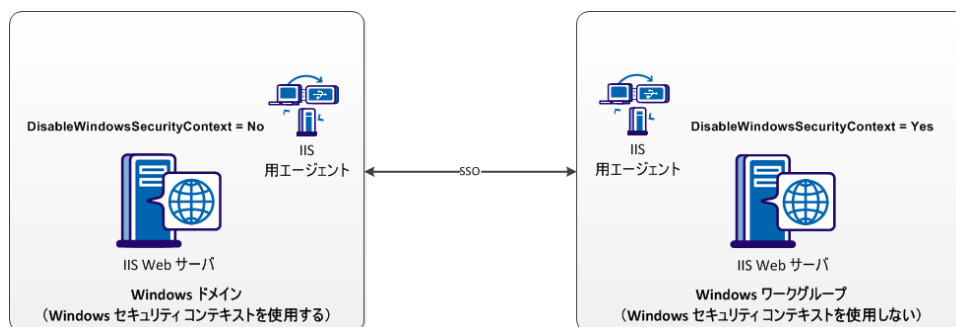 DisableWindowsSecurityContext = No
IIS
用エージェント
IIS Web サーバ
Windows ドメイン
(Windows セキュリティ コンテキストを使用する)
SSO
DisableWindowsSecurityContext = Yes
IIS
用エージェント
IIS Web サーバ
Windows ワークグループ
(Windows セキュリティ コンテキストを使用しない)